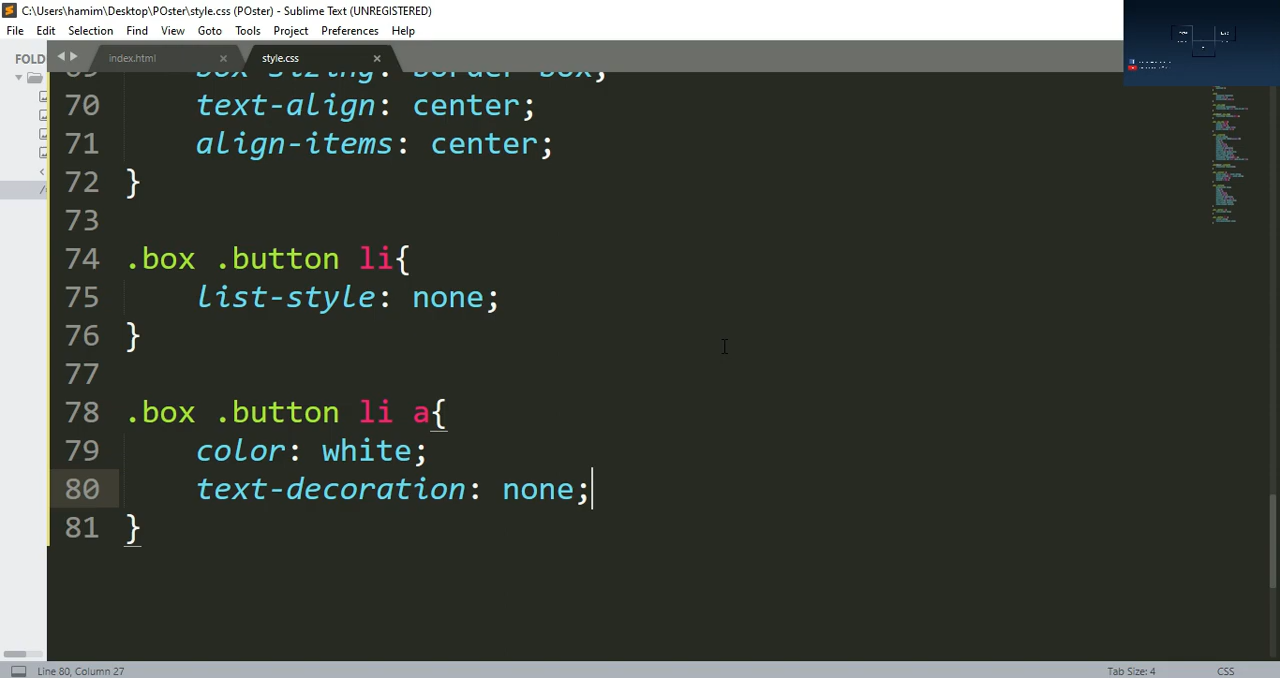 C:\Users\hamim\Desktop\POster\style.css (POster) - Sublime Text (UNREGISTERED)
File Edit Selection Find View Goto Tools Project Preferences Help
FOLD
index.html
style.css
69 box-sizing: border-box;
70 text-align: center;
71 align-items: center;
72 }
73
74 .box .button li{
75 list-style: none;
76 }
77
78 .box .button li a{
79 color: white;
80 text-decoration: none;
81 }
Line 80, Column 27
Tab Size: 4
CSS